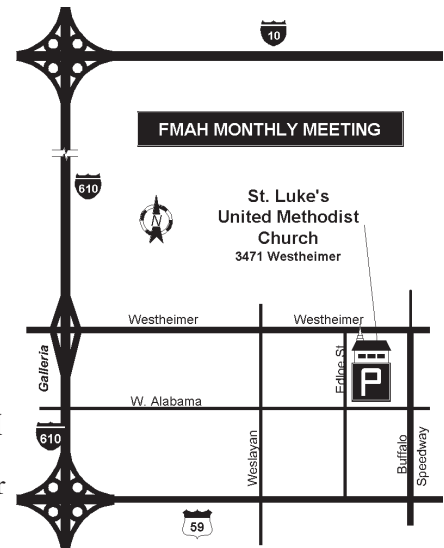 10
FMAH MONTHLY MEETING
610
N
St. Luke's
United Methodist
Church
3471 Westheimer
Westheimer
Westheimer
Galleria
Edloe St
P
W. Alabama
610
Weslayan
Buffalo
Speedway
r
59